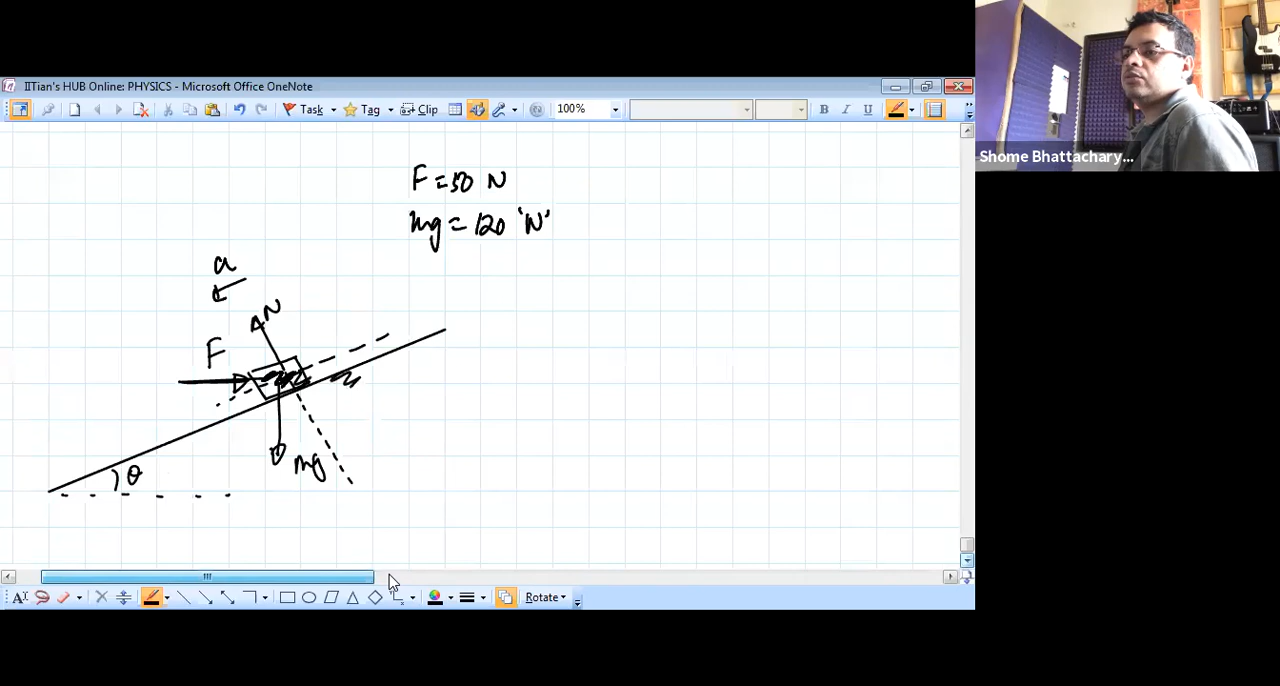 IITian's HUB Online: PHYSICS - Microsoft Office OneNote
Task
Tag
Clip
100%
B I U
F = 50 N
mg = 120 'N'
a
N
F
θ
mg
Rotate
Shome Bhattachary...